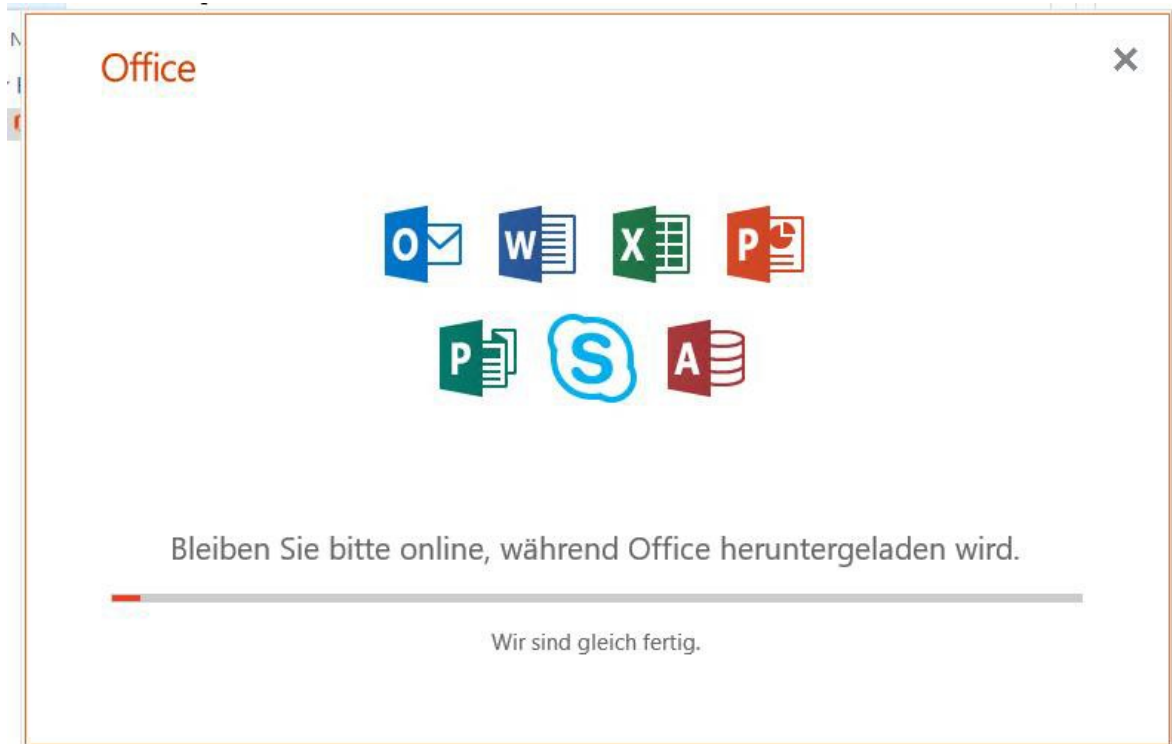 Office
Bleiben Sie bitte online, während Office heruntergeladen wird.
Wir sind gleich fertig.